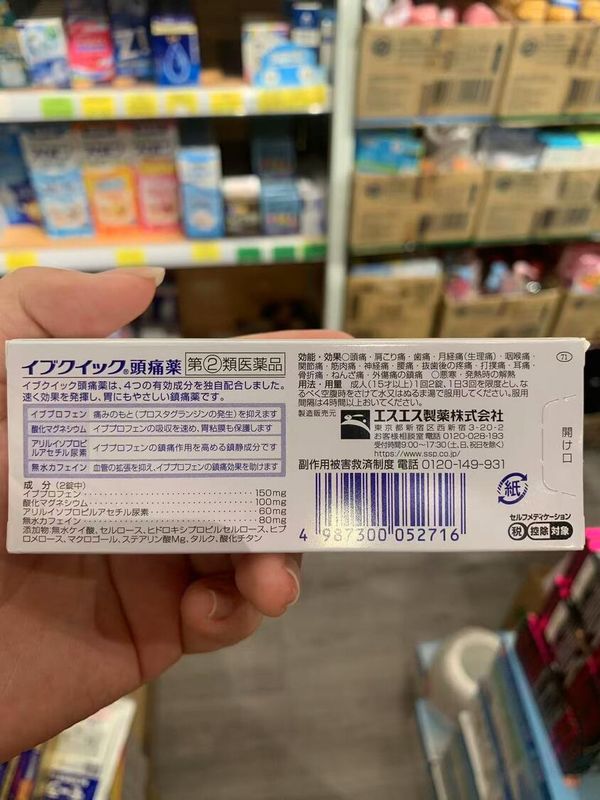 イブクイック®頭痛薬 指②類医薬品
イブクイック頭痛薬は、4つの有効成分を独自配合しました。
速く効果を発揮し、胃にもやさしい鎮痛薬です。
イブプロフェン 痛みのもと(プロスタグランジンの発生)を抑えます
酸化マグネシウム イブプロフェンの吸収を速め、胃粘膜も保護します
アリルイソプロピルアセチル尿素 イブプロフェンの鎮痛作用を高める鎮静成分です
無水カフェイン 血管の拡張を抑え、イブプロフェンの鎮痛効果を助けます
成分(2錠中)
イブプロフェン 150mg
酸化マグネシウム 100mg
アリルイソプロピルアセチル尿素 60mg
無水カフェイン 80mg
添加物:無水ケイ酸、セルロース、ヒドロキシプロピルセルロース、ヒプ
ロメロース、マクロゴール、ステアリン酸Mg、タルク、酸化チタン
効能・効果○頭痛・肩こり痛・歯痛・月経痛(生理痛)・咽喉痛・
関節痛・筋肉痛・神経痛・腰痛・抜歯後の疼痛・打撲痛・耳痛・
骨折痛・ねんざ痛・外傷痛の鎮痛 ○悪寒・発熱時の解熱
用法・用量 成人(15才以上)1回2錠、1日3回を限度とし、な
るべく空腹時をさけて水又はぬるま湯で服用してください。服用
間隔は4時間以上おいてください。
製造販売元 エスエス製薬株式会社
東京都新宿区西新宿3-20-2
お客様相談室 電話 0120-028-193
受付時間9:00〜17:30(土,日,祝日を除く)
https://www.ssp.co.jp/
副作用被害救済制度 電話 0120-149-931
4 987300 052716
71
開け口
紙
セルフメディケーション
税 控除 対象